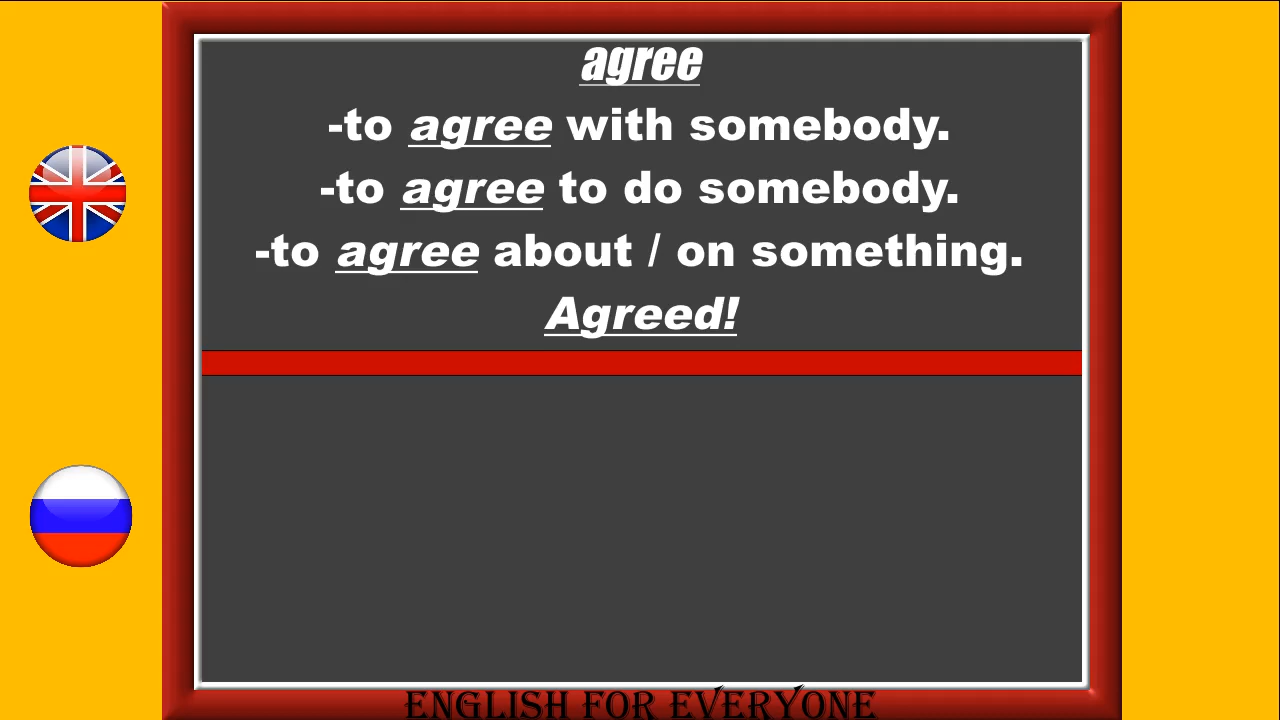 agree
-to agree with somebody.
-to agree to do somebody.
-to agree about / on something.
Agreed!
ENGLISH FOR EVERYONE